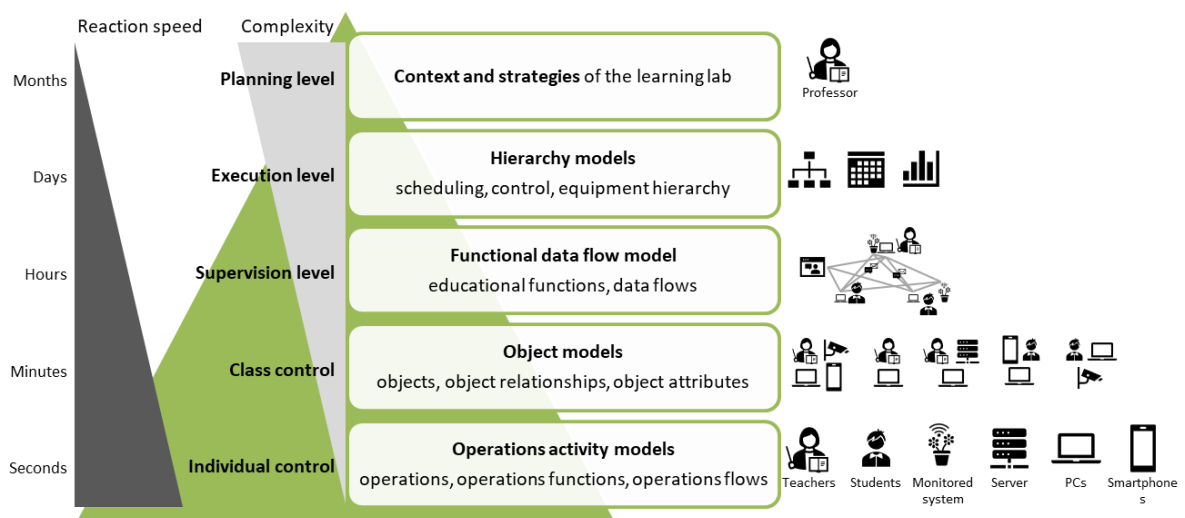 Reaction speed
Complexity
Months
Planning level
Context and strategies of the learning lab
Professor
Days
Execution level
Hierarchy models
scheduling, control, equipment hierarchy
Hours
Supervision level
Functional data flow model
educational functions, data flows
Minutes
Class control
Object models
objects, object relationships, object attributes
Seconds
Individual control
Operations activity models
operations, operations functions, operations flows
Teachers
Students
Monitored
system
Server
PCs
Smartphone
s